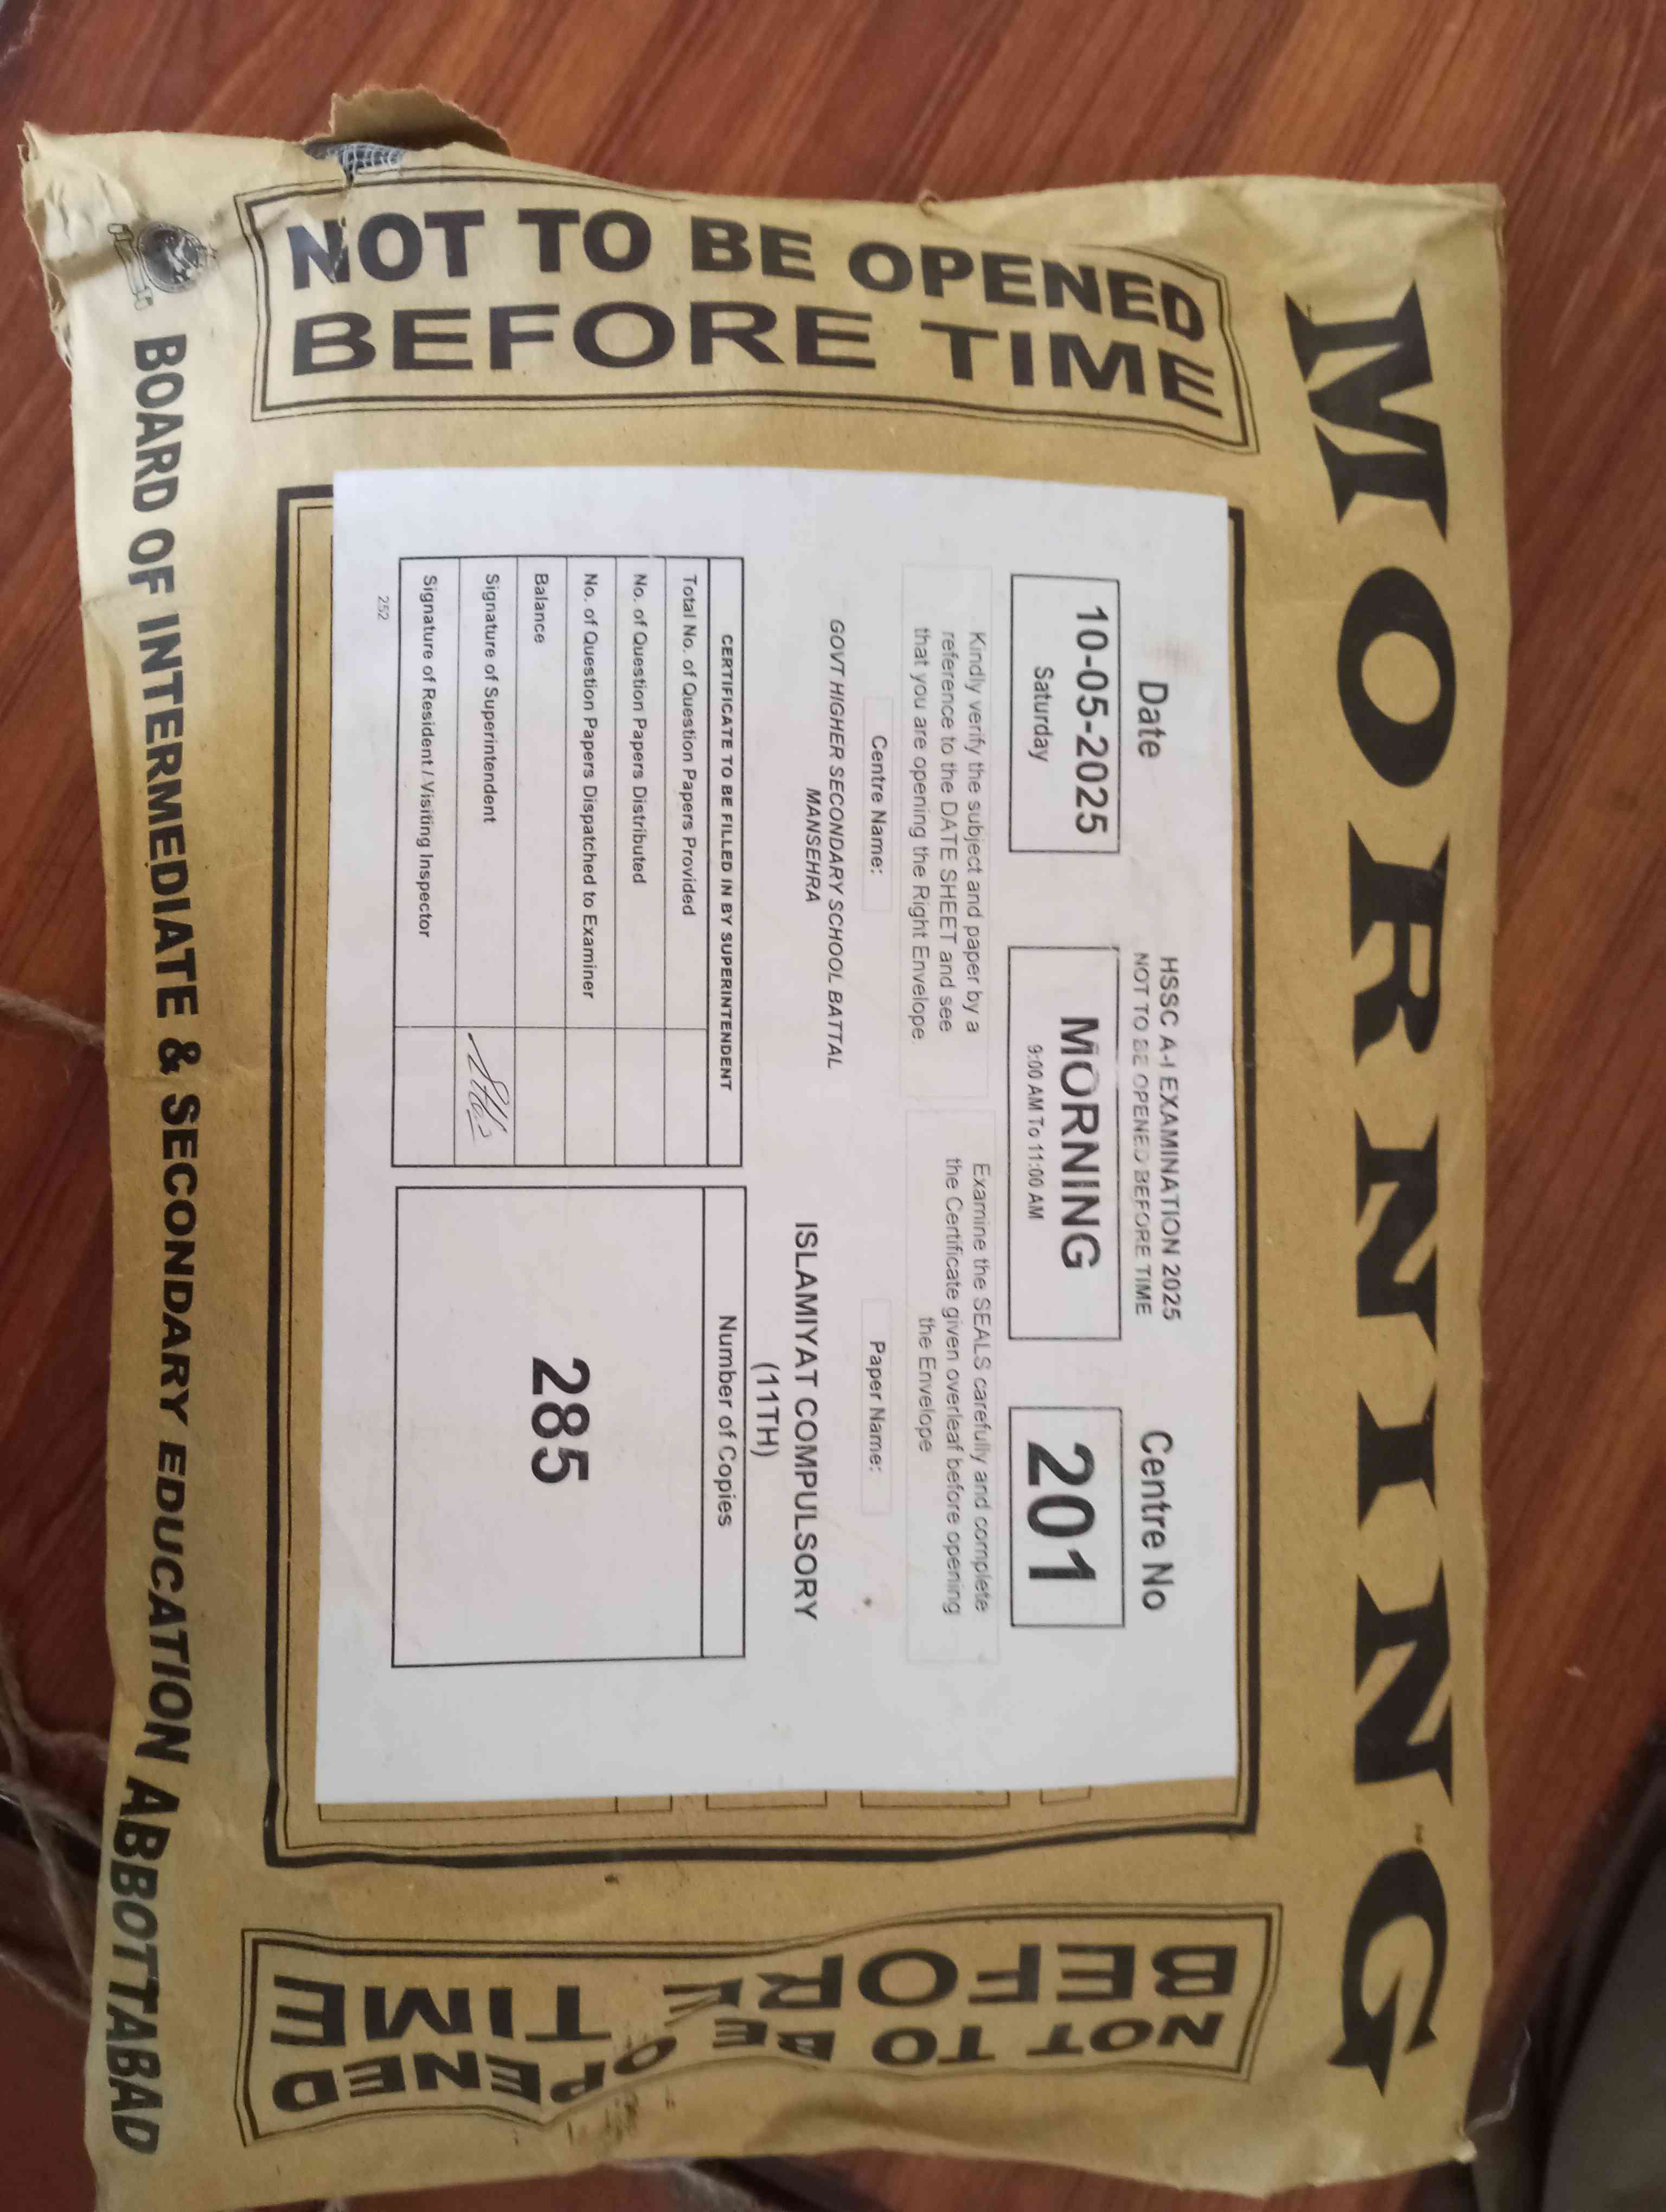 MORNING
NOT TO BE OPENED
BEFORE TIME
HSSC A-I EXAMINATION 2025
NOT TO BE OPENED BEFORE TIME
Date
10-05-2025
Saturday
MORNING
9:00 AM To 11:00 AM
Centre No
201
Kindly verify the subject and paper by a
reference to the DATE SHEET and see
that you are opening the Right Envelope.
Examine the SEALS carefully and complete
the Certificate given overleaf before opening
the Envelope
Centre Name:
GOVT HIGHER SECONDARY SCHOOL BATTAL
MANSEHRA
Paper Name:
ISLAMIYAT COMPULSORY
(11TH)
CERTIFICATE TO BE FILLED IN BY SUPERINTENDENT
Total No. of Question Papers Provided
No. of Question Papers Distributed
No. of Question Papers Dispatched to Examiner
Balance
Signature of Superintendent
Signature of Resident / Visiting Inspector
252
Number of Copies
285
NOT TO BE OPENED
BEFORE TIME
BOARD OF INTERMEDIATE & SECONDARY EDUCATION ABBOTTABAD